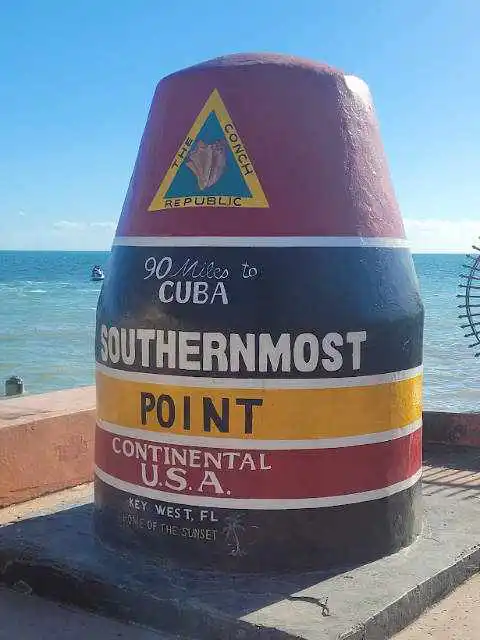 THE CONCH
REPUBLIC
90 Miles to
CUBA
SOUTHERNMOST
POINT
CONTINENTAL
U.S.A.
KEY WEST, FL
HOME OF THE SUNSET